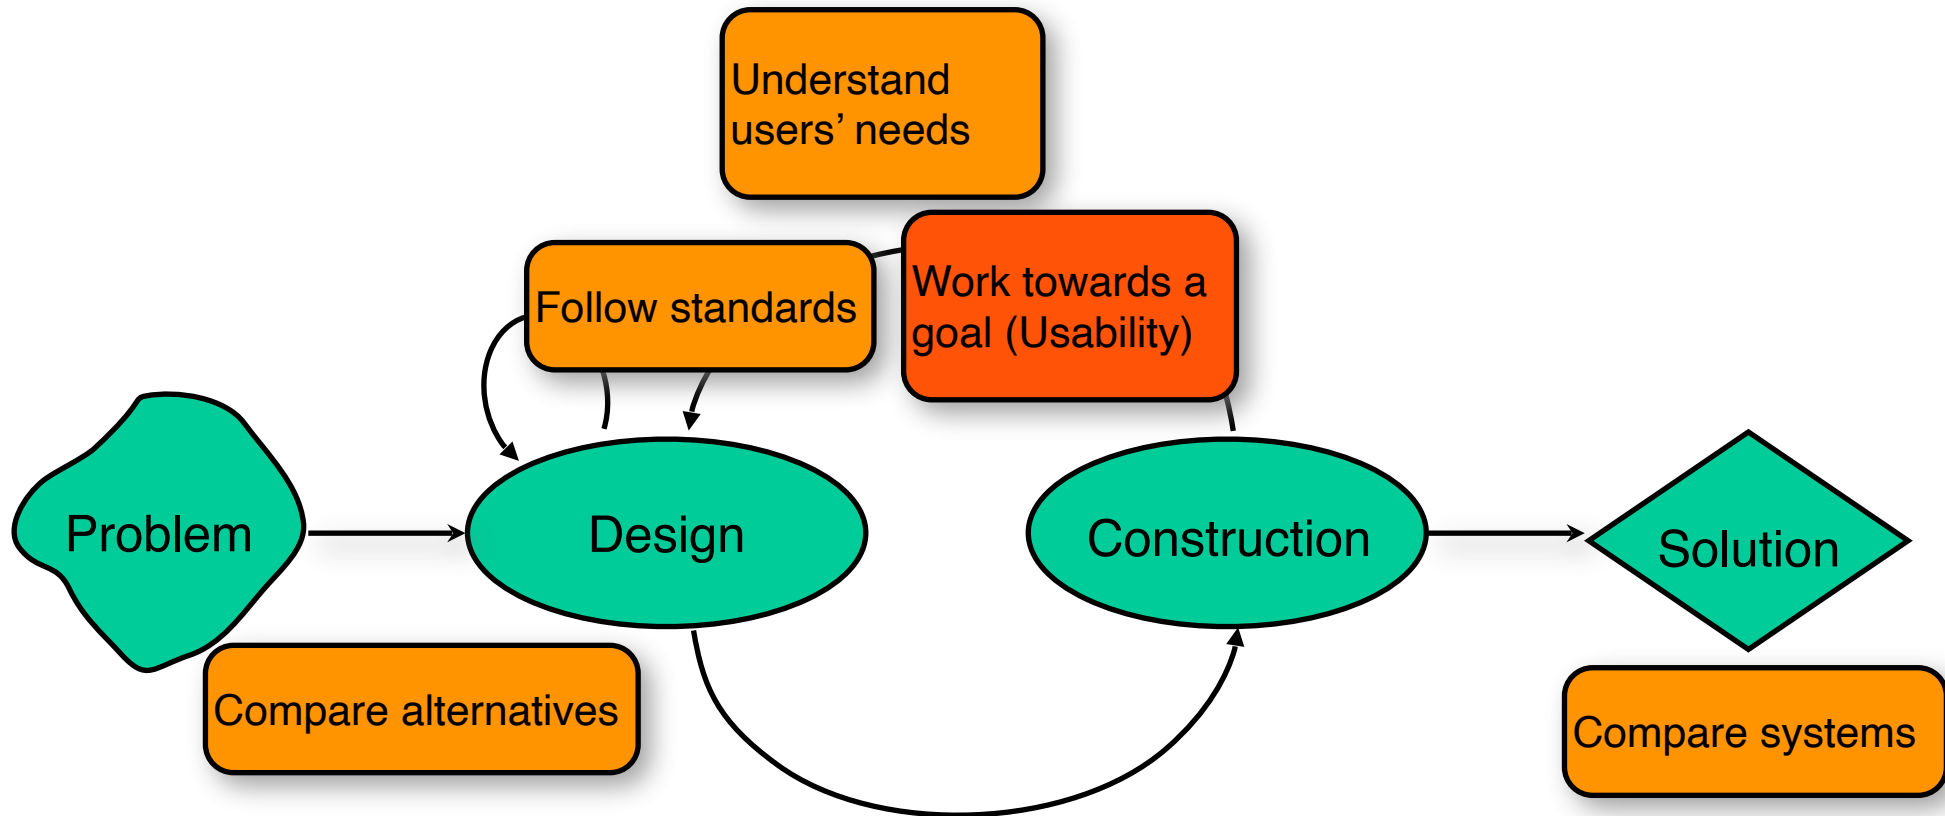 Understand
users’ needs
Follow standards
Work towards a
goal (Usability)
Problem
Design
Construction
Solution
Compare alternatives
Compare systems